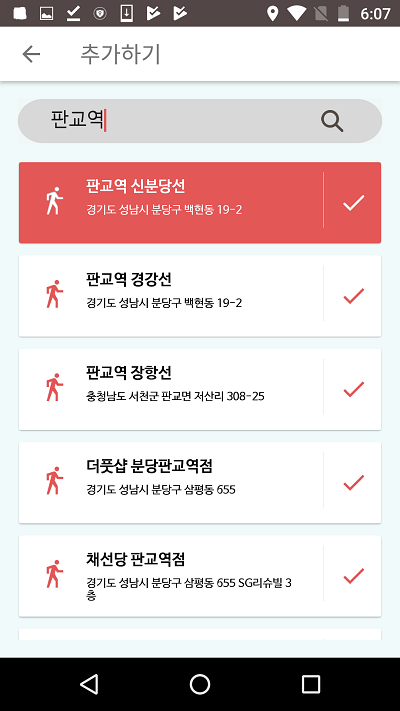 6:07
추가하기
판교역
판교역 신분당선
경기도 성남시 분당구 백현동 19-2
판교역 경강선
경기도 성남시 분당구 백현동 19-2
판교역 장항선
충청남도 서천군 판교면 저산리 308-25
더풋샵 분당판교역점
경기도 성남시 분당구 삼평동 655
채선당 판교역점
경기도 성남시 분당구 삼평동 655 SG리슈빌 3
층